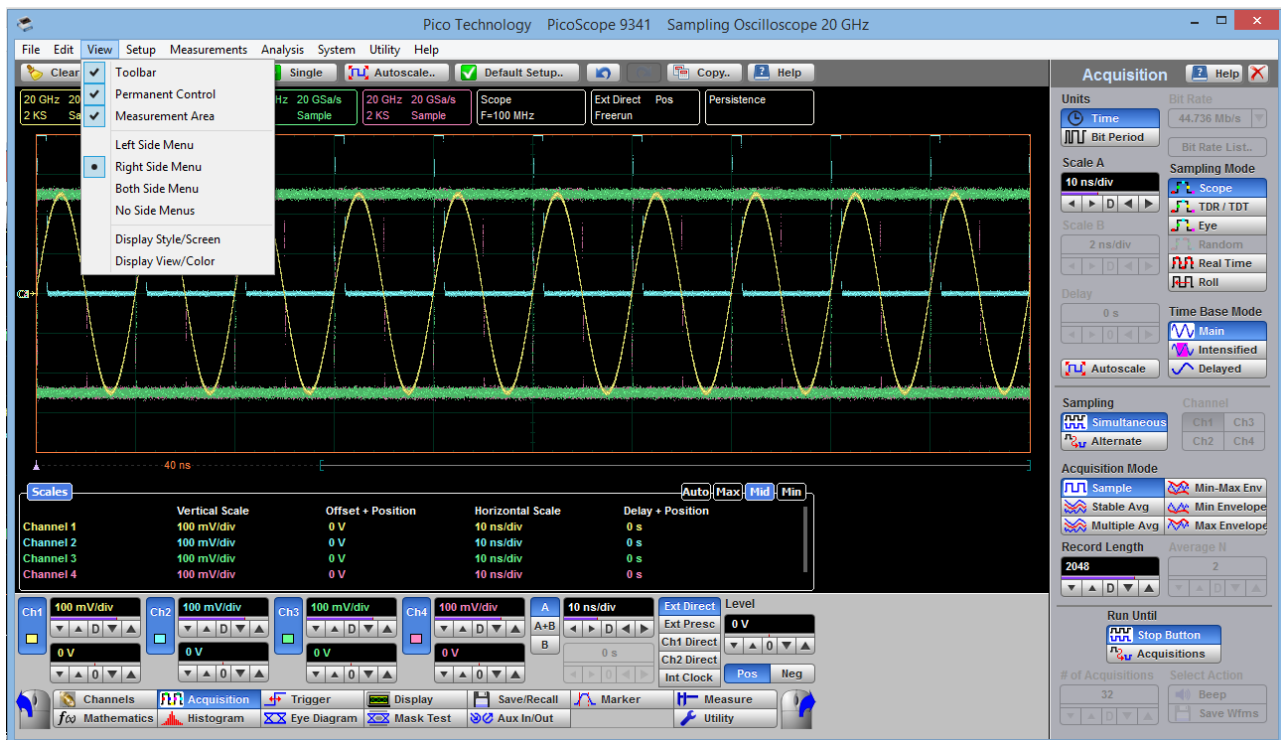 Pico Technology PicoScope 9341 Sampling Oscilloscope 20 GHz
File Edit View Setup Measurements Analysis System Utility Help
Clear Single Autoscale.. Default Setup.. Copy.. Help
Toolbar
Permanent Control
Measurement Area
Left Side Menu
Right Side Menu
Both Side Menu
No Side Menus
Display Style/Screen
Display View/Color
20 GHz 20
2 KS Sa
Hz 20 GSa/s
Sample
20 GHz 20 GSa/s
2 KS Sample
Scope
F=100 MHz
Ext Direct Pos
Freerun
Persistence
40 ns
Scales Auto Max Mid Min
Vertical Scale Offset + Position Horizontal Scale Delay + Position
Channel 1 100 mV/div 0 V 10 ns/div 0 s
Channel 2 100 mV/div 0 V 10 ns/div 0 s
Channel 3 100 mV/div 0 V 10 ns/div 0 s
Channel 4 100 mV/div 0 V 10 ns/div 0 s
Ch1 100 mV/div Ch2 100 mV/div Ch3 100 mV/div Ch4 100 mV/div A 10 ns/div Ext Direct Level
D D D D A+B D Ext Presc 0 V
0 V 0 V 0 V 0 V B 0 s Ch1 Direct 0
Ch2 Direct
0 0 0 0 0 Int Clock Pos Neg
Channels Acquisition Trigger Display Save/Recall Marker Measure
f(x) Mathematics Histogram Eye Diagram Mask Test Aux In/Out Utility
Acquisition Help
Units
Time
Bit Period
Bit Rate
44.736 Mb/s
Bit Rate List..
Scale A
10 ns/div
D
Scale B
2 ns/div
D
Delay
0 s
0
Autoscale
Sampling Mode
Scope
TDR / TDT
Eye
Random
Real Time
Roll
Time Base Mode
Main
Intensified
Delayed
Sampling
Simultaneous
Alternate
Channel
Ch1 Ch3
Ch2 Ch4
Acquisition Mode
Sample Min-Max Env
Stable Avg Min Envelope
Multiple Avg Max Envelope
Record Length
2048
D
Average N
2
D
Run Until
Stop Button
Acquisitions
# of Acquisitions
32
D
Select Action
Beep
Save Wfms